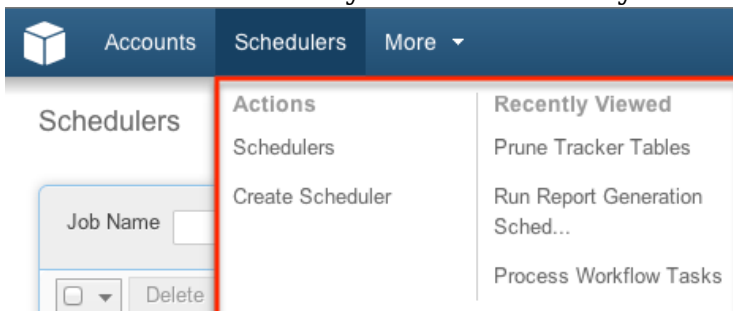 Accounts Schedulers More
Schedulers
Actions
Schedulers
Create Scheduler
Recently Viewed
Prune Tracker Tables
Run Report Generation
Sched...
Process Workflow Tasks
Job Name
Delete